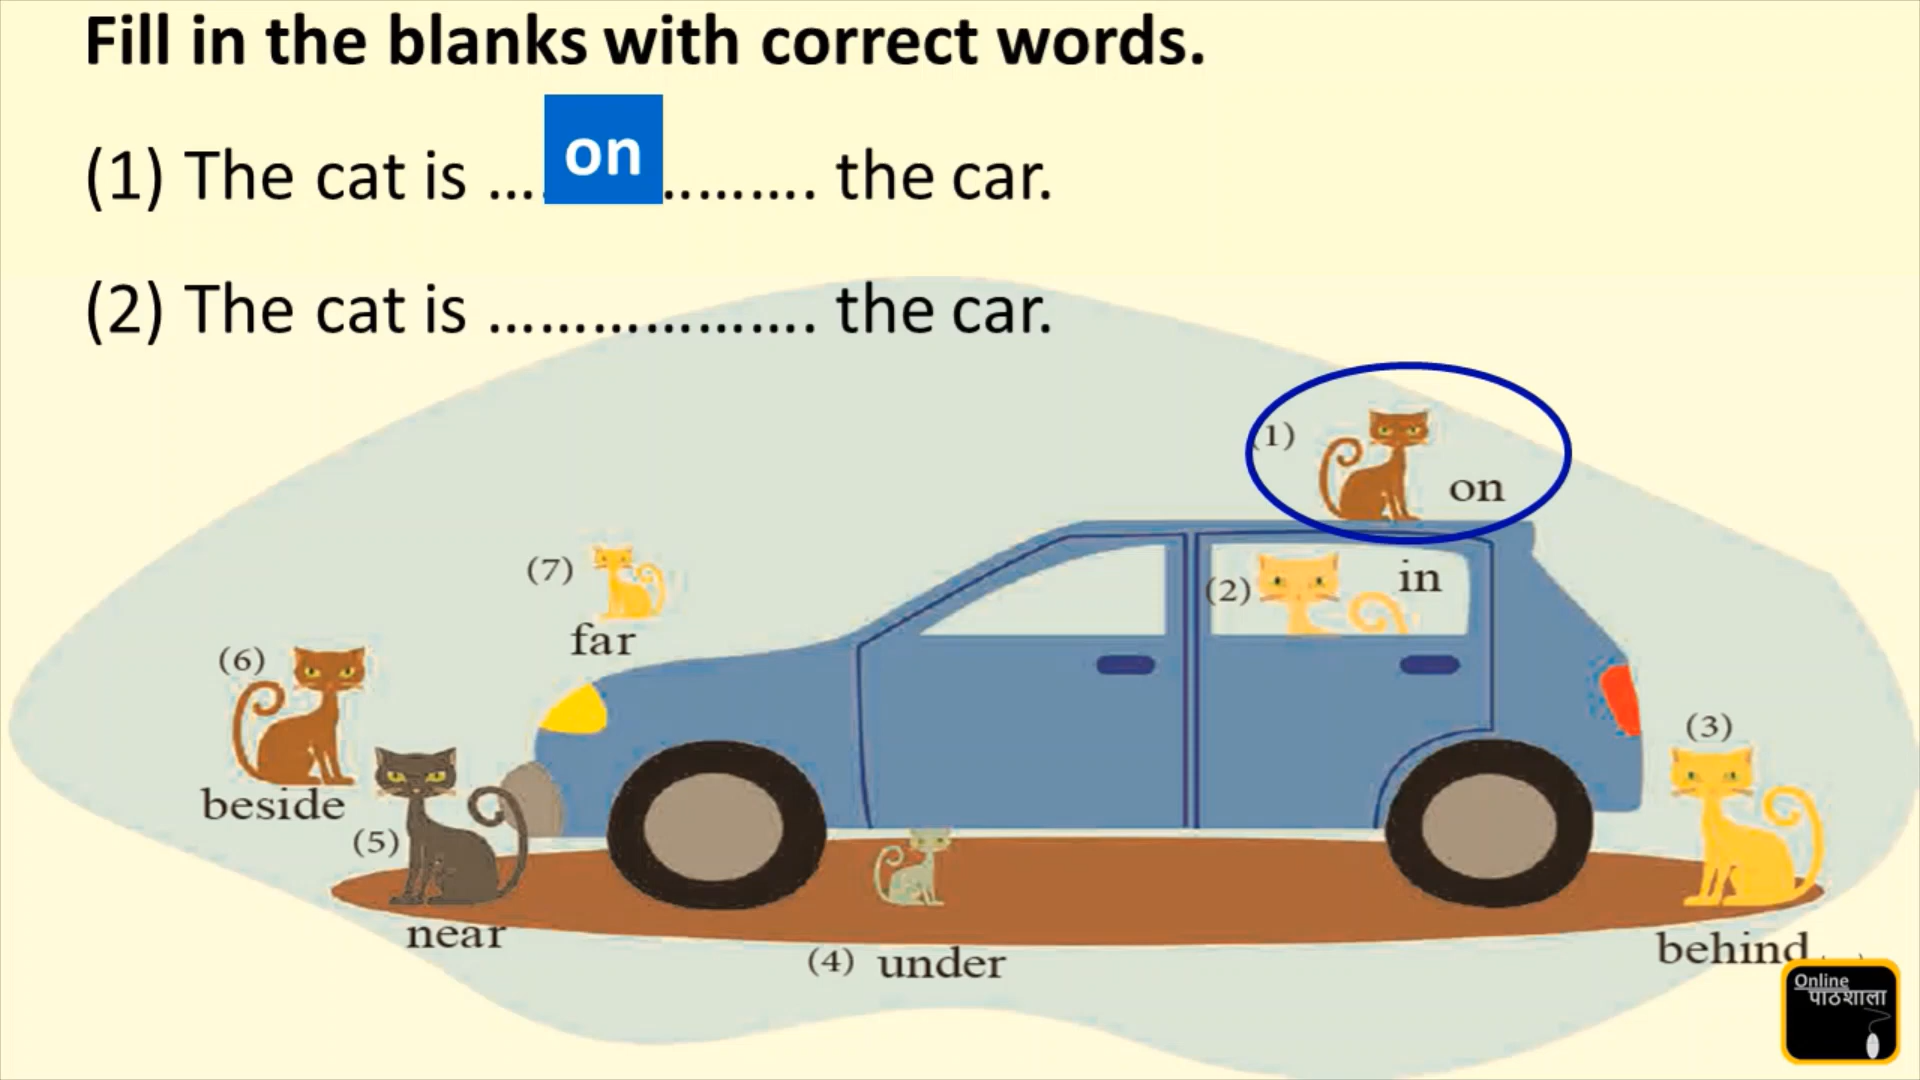 Fill in the blanks with correct words.
(1) The cat is ....on......... the car.
(2) The cat is ………………. the car.
(1)
on
(2)
in
(7)
far
(6)
beside
(3)
(5)
near
(4) under
behind
Online
पाठशाला